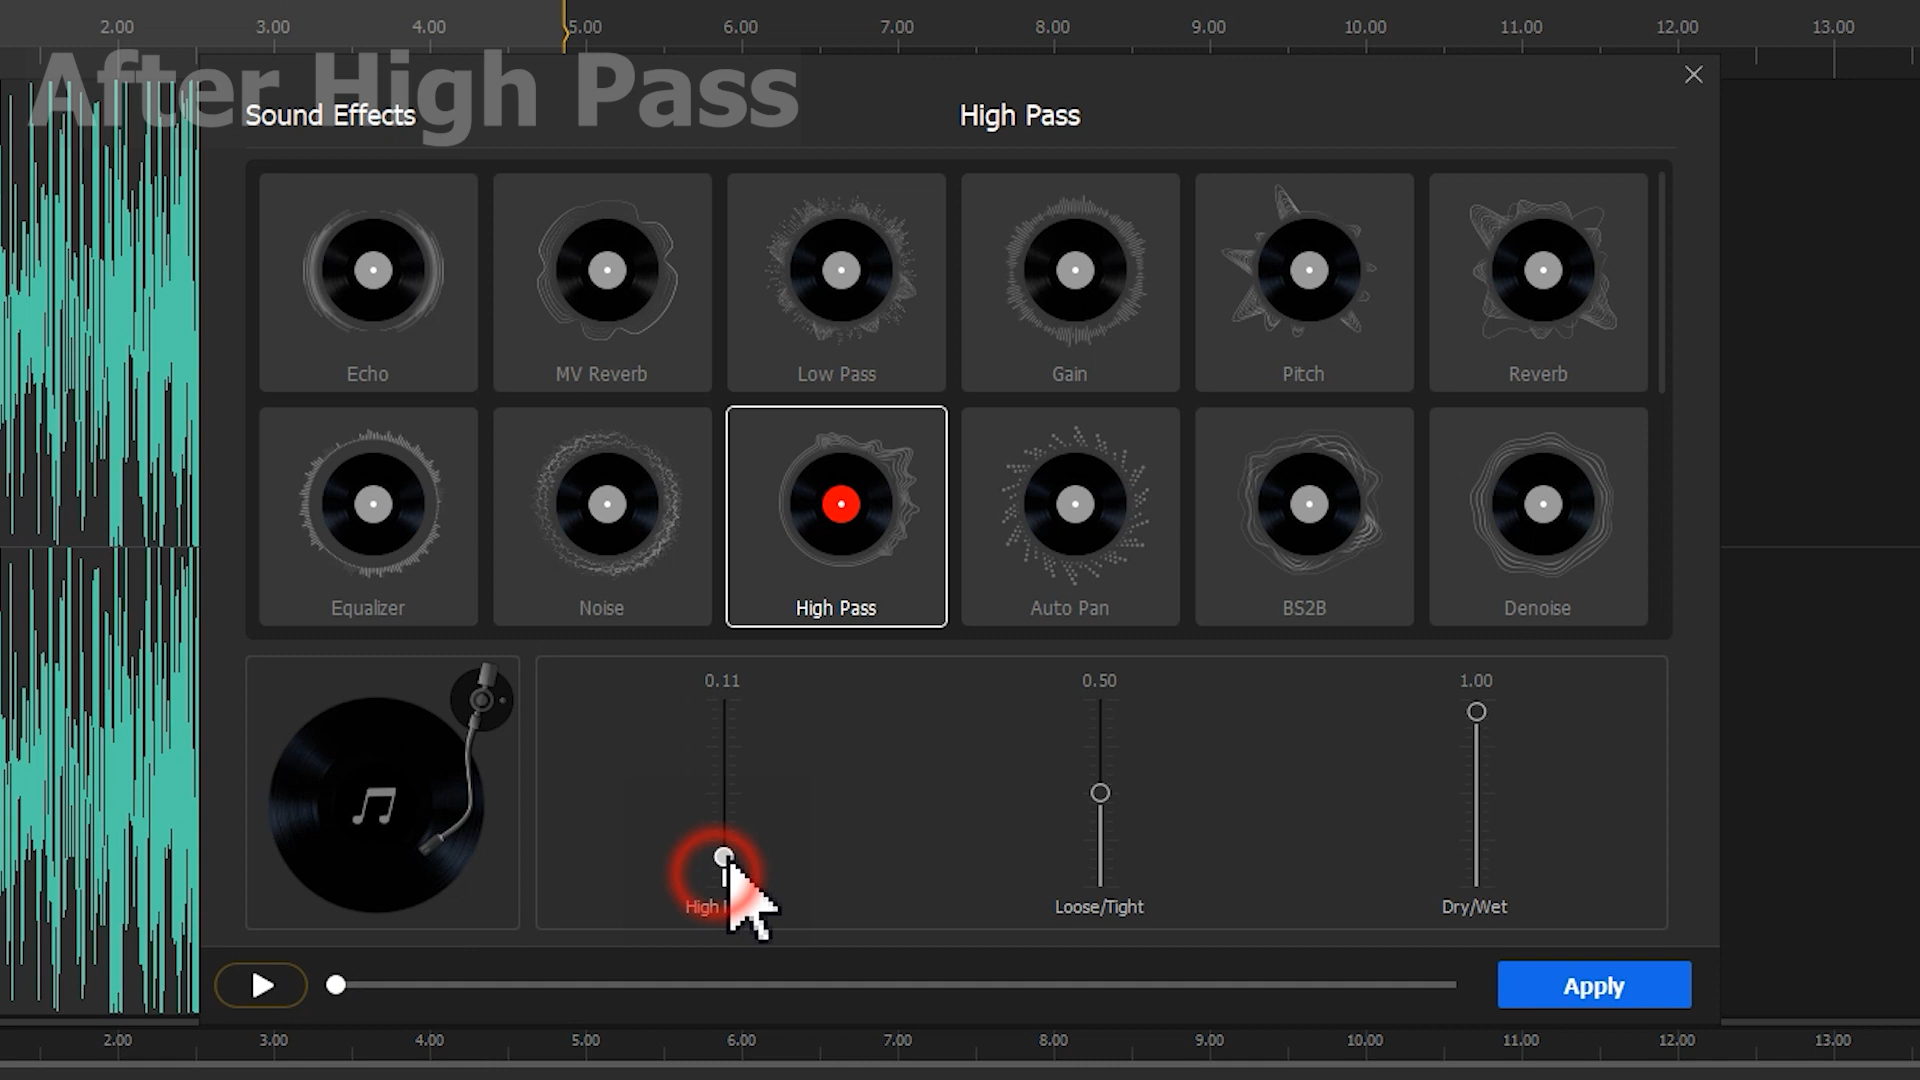 2.00 3.00 4.00 5.00 6.00 7.00 8.00 9.00 10.00 11.00 12.00 13.00
After High Pass
Sound Effects
High Pass
Echo MV Reverb Low Pass Gain Pitch Reverb
Equalizer Noise High Pass Auto Pan BS2B Denoise
0.11 0.50 1.00
High Loose/Tight Dry/Wet
Apply
2.00 3.00 4.00 5.00 6.00 7.00 8.00 9.00 10.00 11.00 12.00 13.00